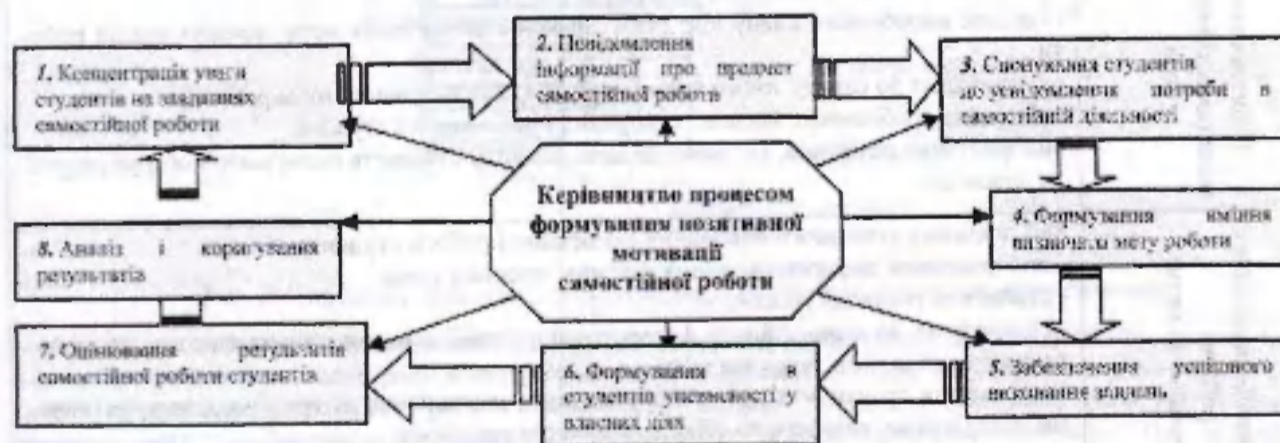 1. Концентрація уваги
студентів на завданнях
самостійної роботи
2. Повідомлення
інформації про предмет
самостійної роботи
3. Спонукання студентів
до усвідомлення потреби в
самостійній діяльності
4. Формування вміння
визначати мету роботи
5. Забезпечення успішного
виконання завдань
6. Формування в
студентів упевненості у
власних діях
7. Оцінювання результатів
самостійної роботи студентів
8. Аналіз і корегування
результатів
Керівництво процесом
формування позитивної
мотивації
самостійної роботи